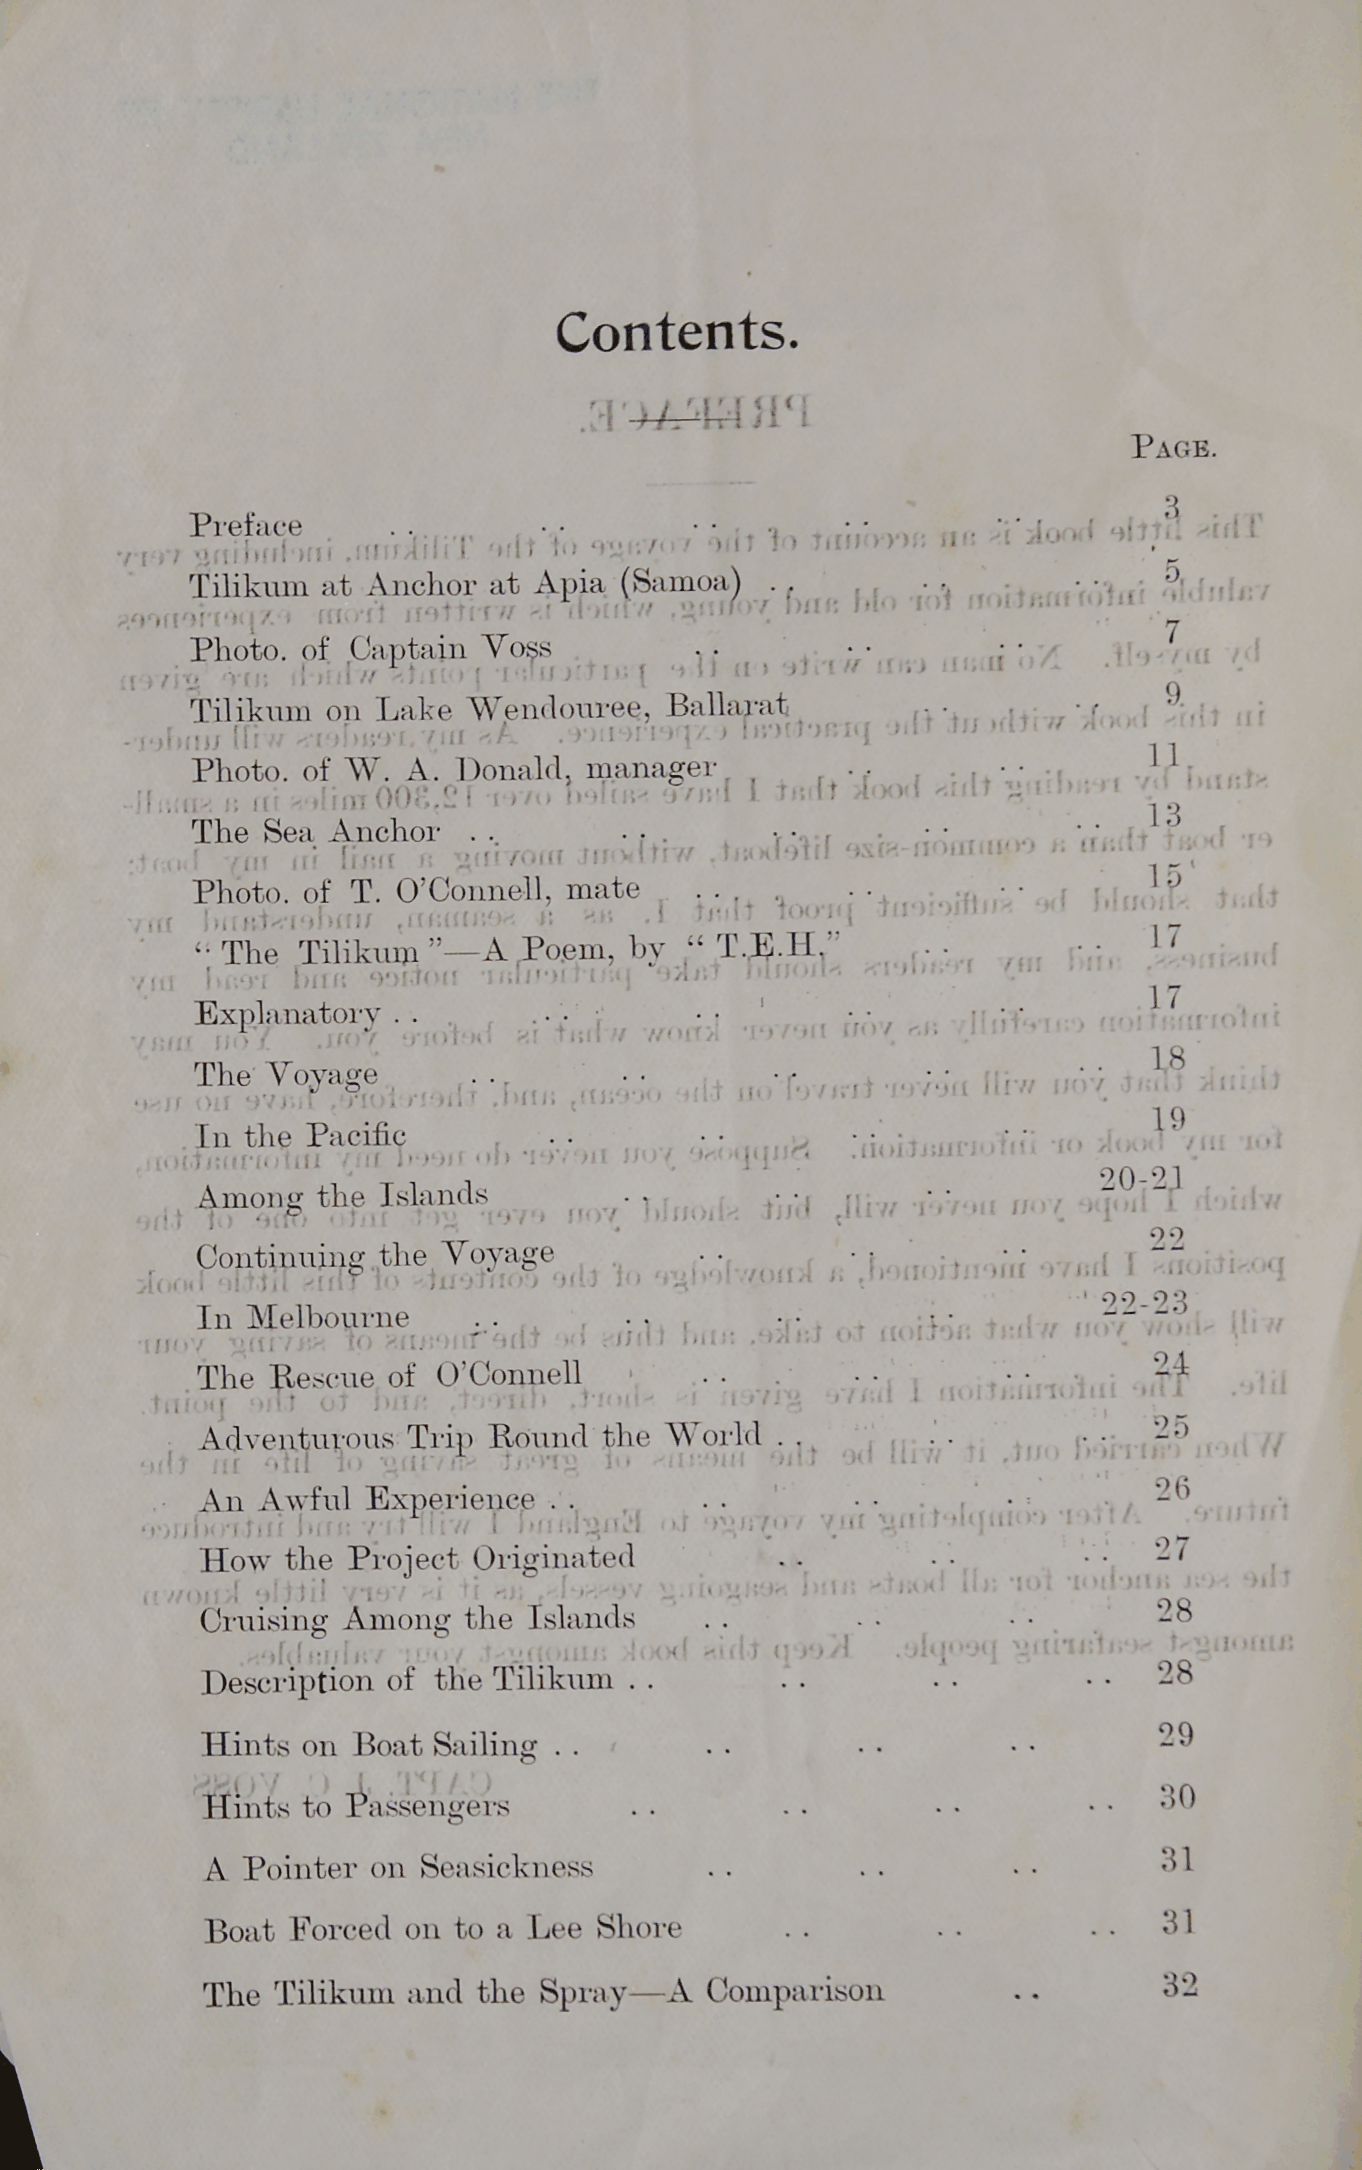 Contents.
PAGE.
Preface .. .. .. .. .. 3
Tilikum at Anchor at Apia (Samoa) .. .. .. 5
Photo. of Captain Voss .. .. .. .. 7
Tilikum on Lake Wendouree, Ballarat .. .. 9
Photo. of W. A. Donald, manager .. .. 11
The Sea Anchor .. .. .. .. .. 13
Photo. of T. O'Connell, mate .. .. .. 15
“ The Tilikum ”—A Poem, by “ T.E.H.” .. .. 17
Explanatory .. .. .. .. .. 17
The Voyage .. .. .. .. .. 18
In the Pacific .. .. .. .. 19
Among the Islands .. .. .. 20-21
Continuing the Voyage .. .. .. 22
In Melbourne .. .. .. .. 22-23
The Rescue of O'Connell .. .. .. 24
Adventurous Trip Round the World .. .. .. 25
An Awful Experience .. .. .. .. 26
How the Project Originated .. .. .. 27
Cruising Among the Islands .. .. .. 28
Description of the Tilikum .. .. .. .. 28
Hints on Boat Sailing .. .. .. .. 29
Hints to Passengers .. .. .. .. 30
A Pointer on Seasickness .. .. .. 31
Boat Forced on to a Lee Shore .. .. .. 31
The Tilikum and the Spray—A Comparison .. 32